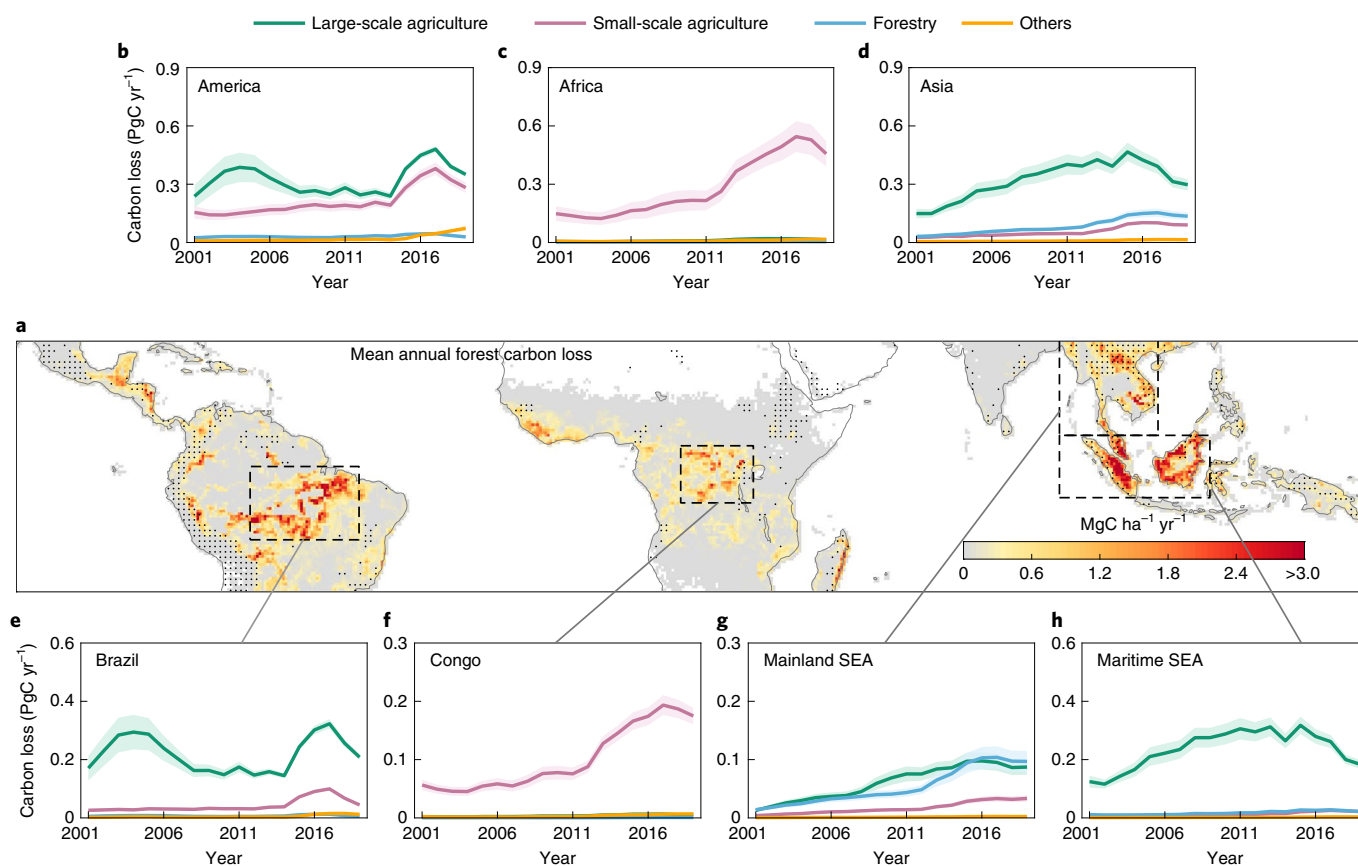 Large-scale agriculture Small-scale agriculture Forestry Others
b c d
America Africa Asia
Carbon loss (PgC yr⁻¹)
0.9 0.9 0.9
0.6 0.6 0.6
0.3 0.3 0.3
0 0 0
2001 2006 2011 2016 2001 2006 2011 2016 2001 2006 2011 2016
Year Year Year
a
Mean annual forest carbon loss
MgC ha⁻¹ yr⁻¹
0 0.6 1.2 1.8 2.4 >3.0
e f g h
Brazil Congo Mainland SEA Maritime SEA
Carbon loss (PgC yr⁻¹)
0.6 0.3 0.3 0.6
0.4 0.2 0.2 0.4
0.2 0.1 0.1 0.2
0 0 0 0
2001 2006 2011 2016 2001 2006 2011 2016 2001 2006 2011 2016 2001 2006 2011 2016
Year Year Year Year